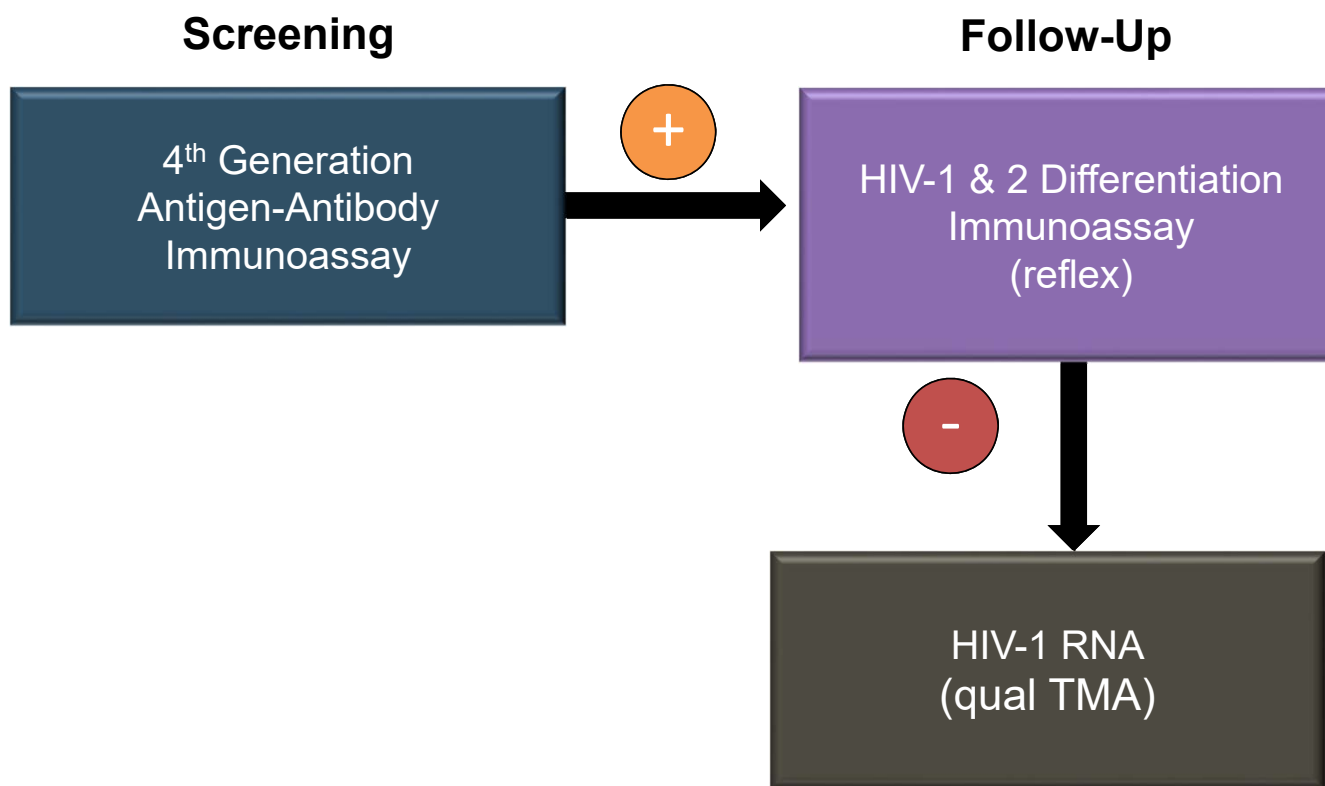 Screening
Follow-Up
4th Generation
Antigen-Antibody
Immunoassay
+
HIV-1 & 2 Differentiation
Immunoassay
(reflex)
-
HIV-1 RNA
(qual TMA)